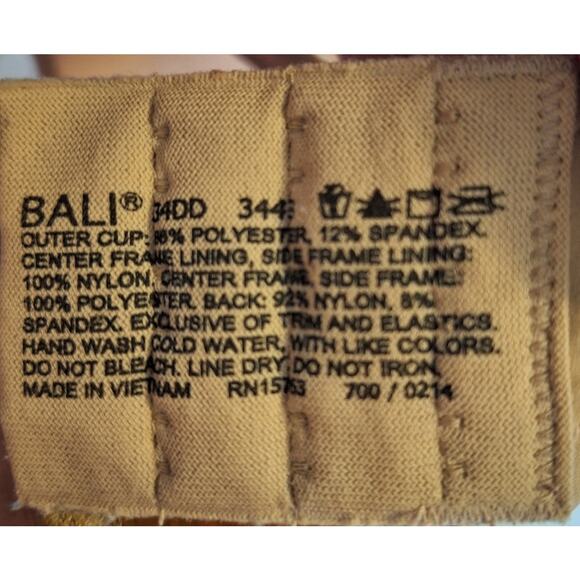 BALI® 34DD
OUTER CUP: 88% POLYESTER, 12% SPANDEX.
CENTER FRAME LINING, SIDE FRAME LINING:
100% NYLON. CENTER FRAME, SIDE FRAME:
100% POLYESTER. BACK: 92% NYLON, 8%
SPANDEX. EXCLUSIVE OF TRIM AND ELASTICS.
HAND WASH COLD WATER, WITH LIKE COLORS.
DO NOT BLEACH. LINE DRY. DO NOT IRON.
MADE IN VIETNAM RN15763 700 / 0214